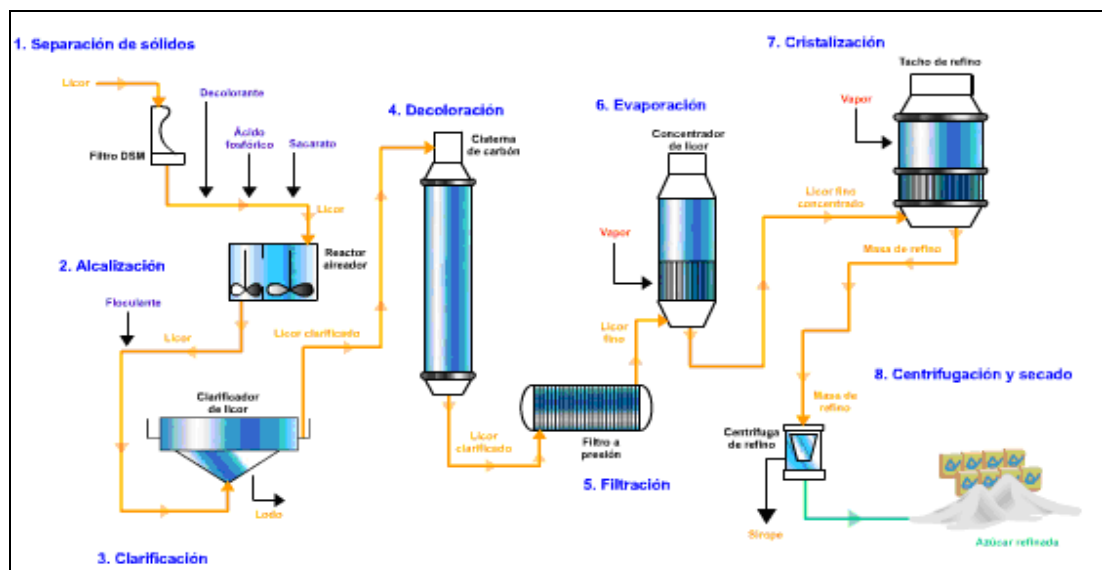 1. Separación de sólidos
Licor
Filtro DSM
Decolorante
Ácido
fosfórico
Sacarato
Licor
Reactor
aireador
2. Alcalización
Floculante
Licor
Clarificador
de licor
Lodo
3. Clarificación
Licor clarificado
4. Decoloración
Cisterna
de carbón
Licor
clarificado
Filtro a
presión
5. Filtración
Licor
fino
6. Evaporación
Concentrador
de licor
Vapor
Licor fino
concentrado
7. Cristalización
Tacho de refino
Vapor
Masa de refino
8. Centrifugación y secado
Masa de
refino
Centrífuga
de refino
Sirope
Azúcar refinada